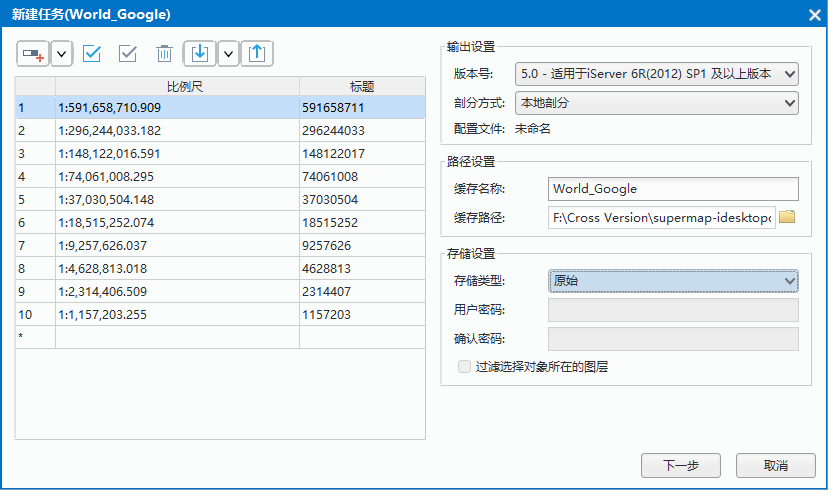 新建任务(World_Google)
比例尺 标题
1 1:591,658,710.909 591658711
2 1:296,244,033.182 296244033
3 1:148,122,016.591 148122017
4 1:74,061,008.295 74061008
5 1:37,030,504.148 37030504
6 1:18,515,252.074 18515252
7 1:9,257,626.037 9257626
8 1:4,628,813.018 4628813
9 1:2,314,406.509 2314407
10 1:1,157,203.255 1157203
*
输出设置
版本号: 5.0 - 适用于iServer 6R(2012) SP1 及以上版本
剖分方式: 本地剖分
配置文件: 未命名
路径设置
缓存名称: World_Google
缓存路径: F:\Cross Version\supermap-idesktopc
存储设置
存储类型: 原始
用户密码:
确认密码:
过滤选择对象所在的图层
下一步 取消